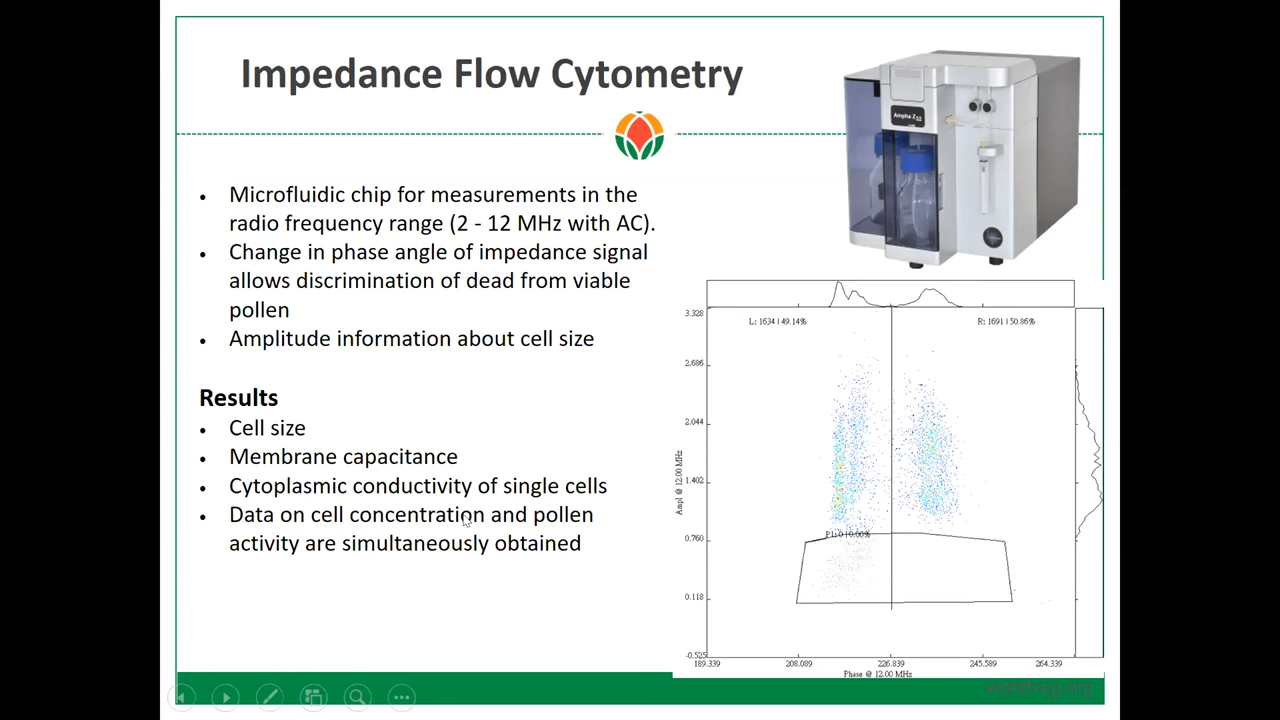 Impedance Flow Cytometry
Ampha Z32
• Microfluidic chip for measurements in the
radio frequency range (2 - 12 MHz with AC).
• Change in phase angle of impedance signal
allows discrimination of dead from viable
pollen
• Amplitude information about cell size
Results
• Cell size
• Membrane capacitance
• Cytoplasmic conductivity of single cells
• Data on cell concentration and pollen
activity are simultaneously obtained
L: 1634 | 49.14%
R: 1691 | 50.86%
P1: 0 | 0.00%
3.328
2.686
2.044
1.402
0.760
0.118
-0.525
Ampl @ 12.00 MHz
189.339
208.089
226.839
245.589
264.339
Phase @ 12.00 MHz
worldveg.org